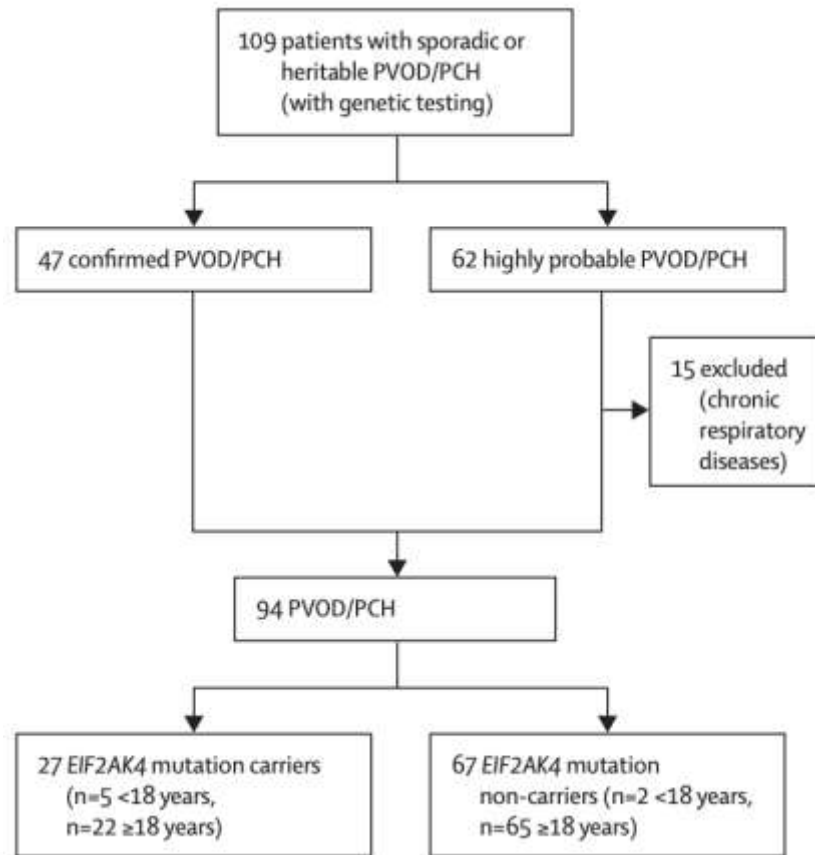 109 patients with sporadic or
heritable PVOD/PCH
(with genetic testing)
47 confirmed PVOD/PCH
62 highly probable PVOD/PCH
15 excluded
(chronic
respiratory
diseases)
94 PVOD/PCH
27 EIF2AK4 mutation carriers
(n=5 <18 years,
n=22 ≥18 years)
67 EIF2AK4 mutation
non-carriers (n=2 <18 years,
n=65 ≥18 years)